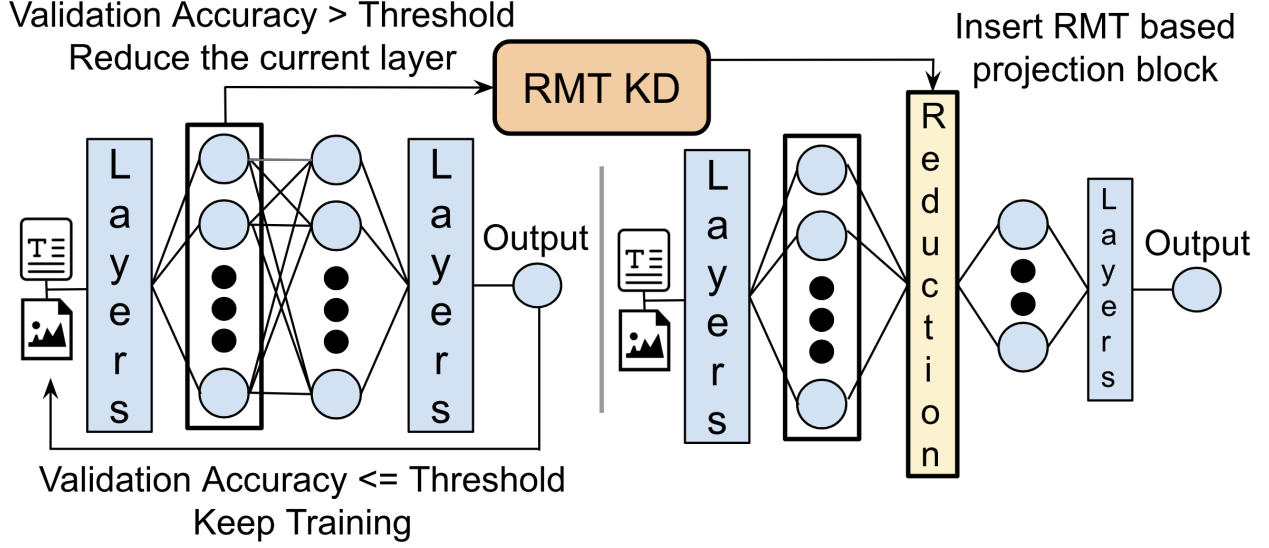 Validation Accuracy > Threshold
Reduce the current layer
RMT KD
Insert RMT based
projection block
Layers
Layers
Output
T
Validation Accuracy <= Threshold
Keep Training
Layers
Reduction
Layers
Output
T